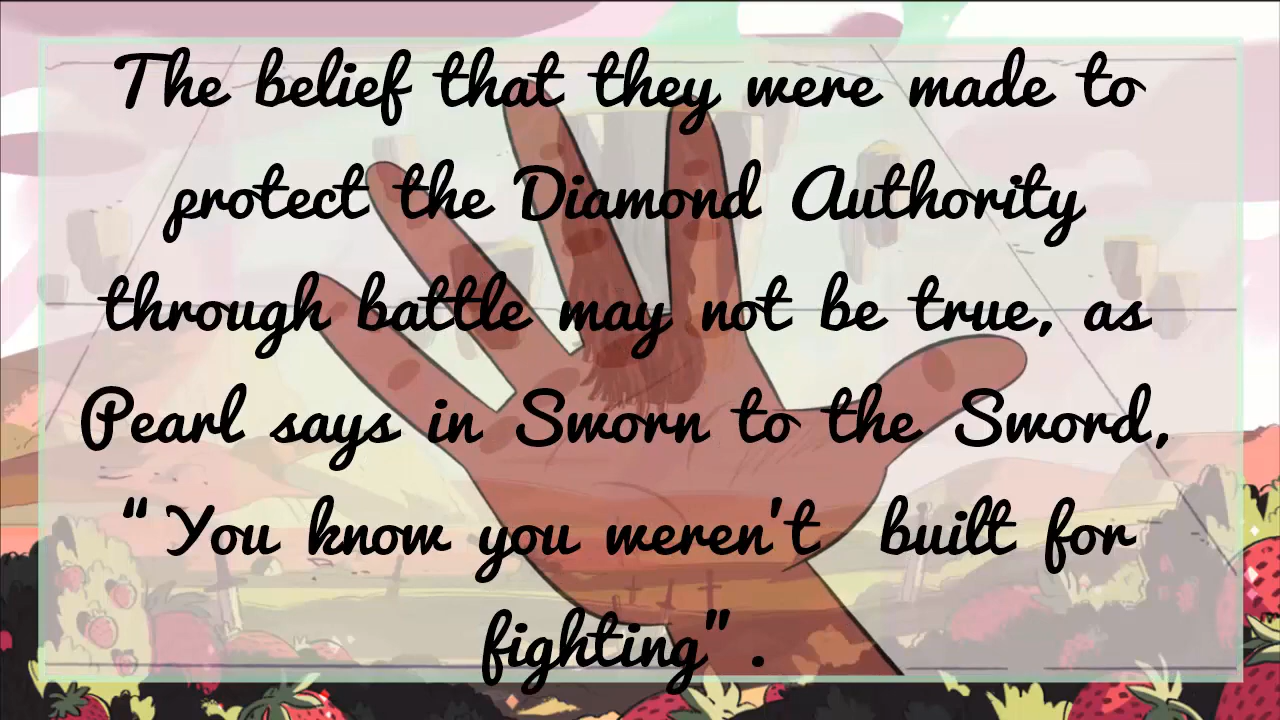 The belief that they were made to
protect the Diamond Authority
through battle may not be true, as
Pearl says in Sworn to the Sword,
“ You know you weren't built for
fighting” .